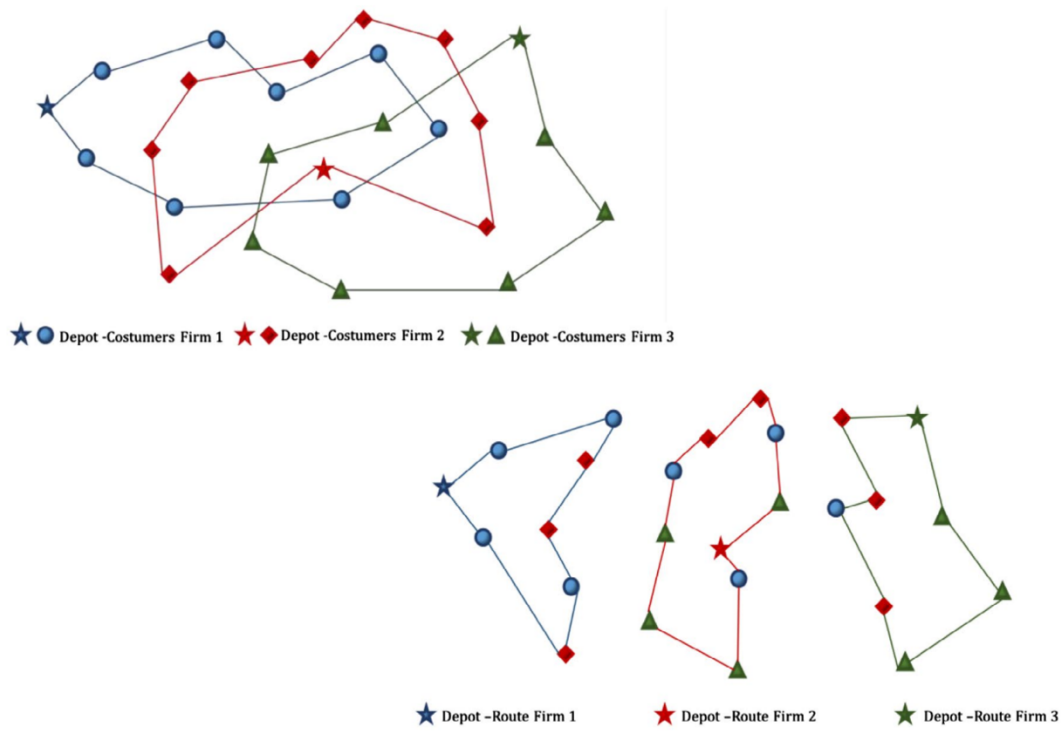 Depot -Costumers Firm 1 Depot -Costumers Firm 2 Depot -Costumers Firm 3
Depot –Route Firm 1 Depot –Route Firm 2 Depot –Route Firm 3